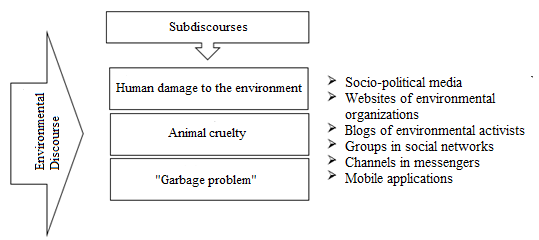 Subdiscourses
Environmental
Discourse
Human damage to the environment
Animal cruelty
"Garbage problem"
Socio-political media
Websites of environmental
organizations
Blogs of environmental activists
Groups in social networks
Channels in messengers
Mobile applications